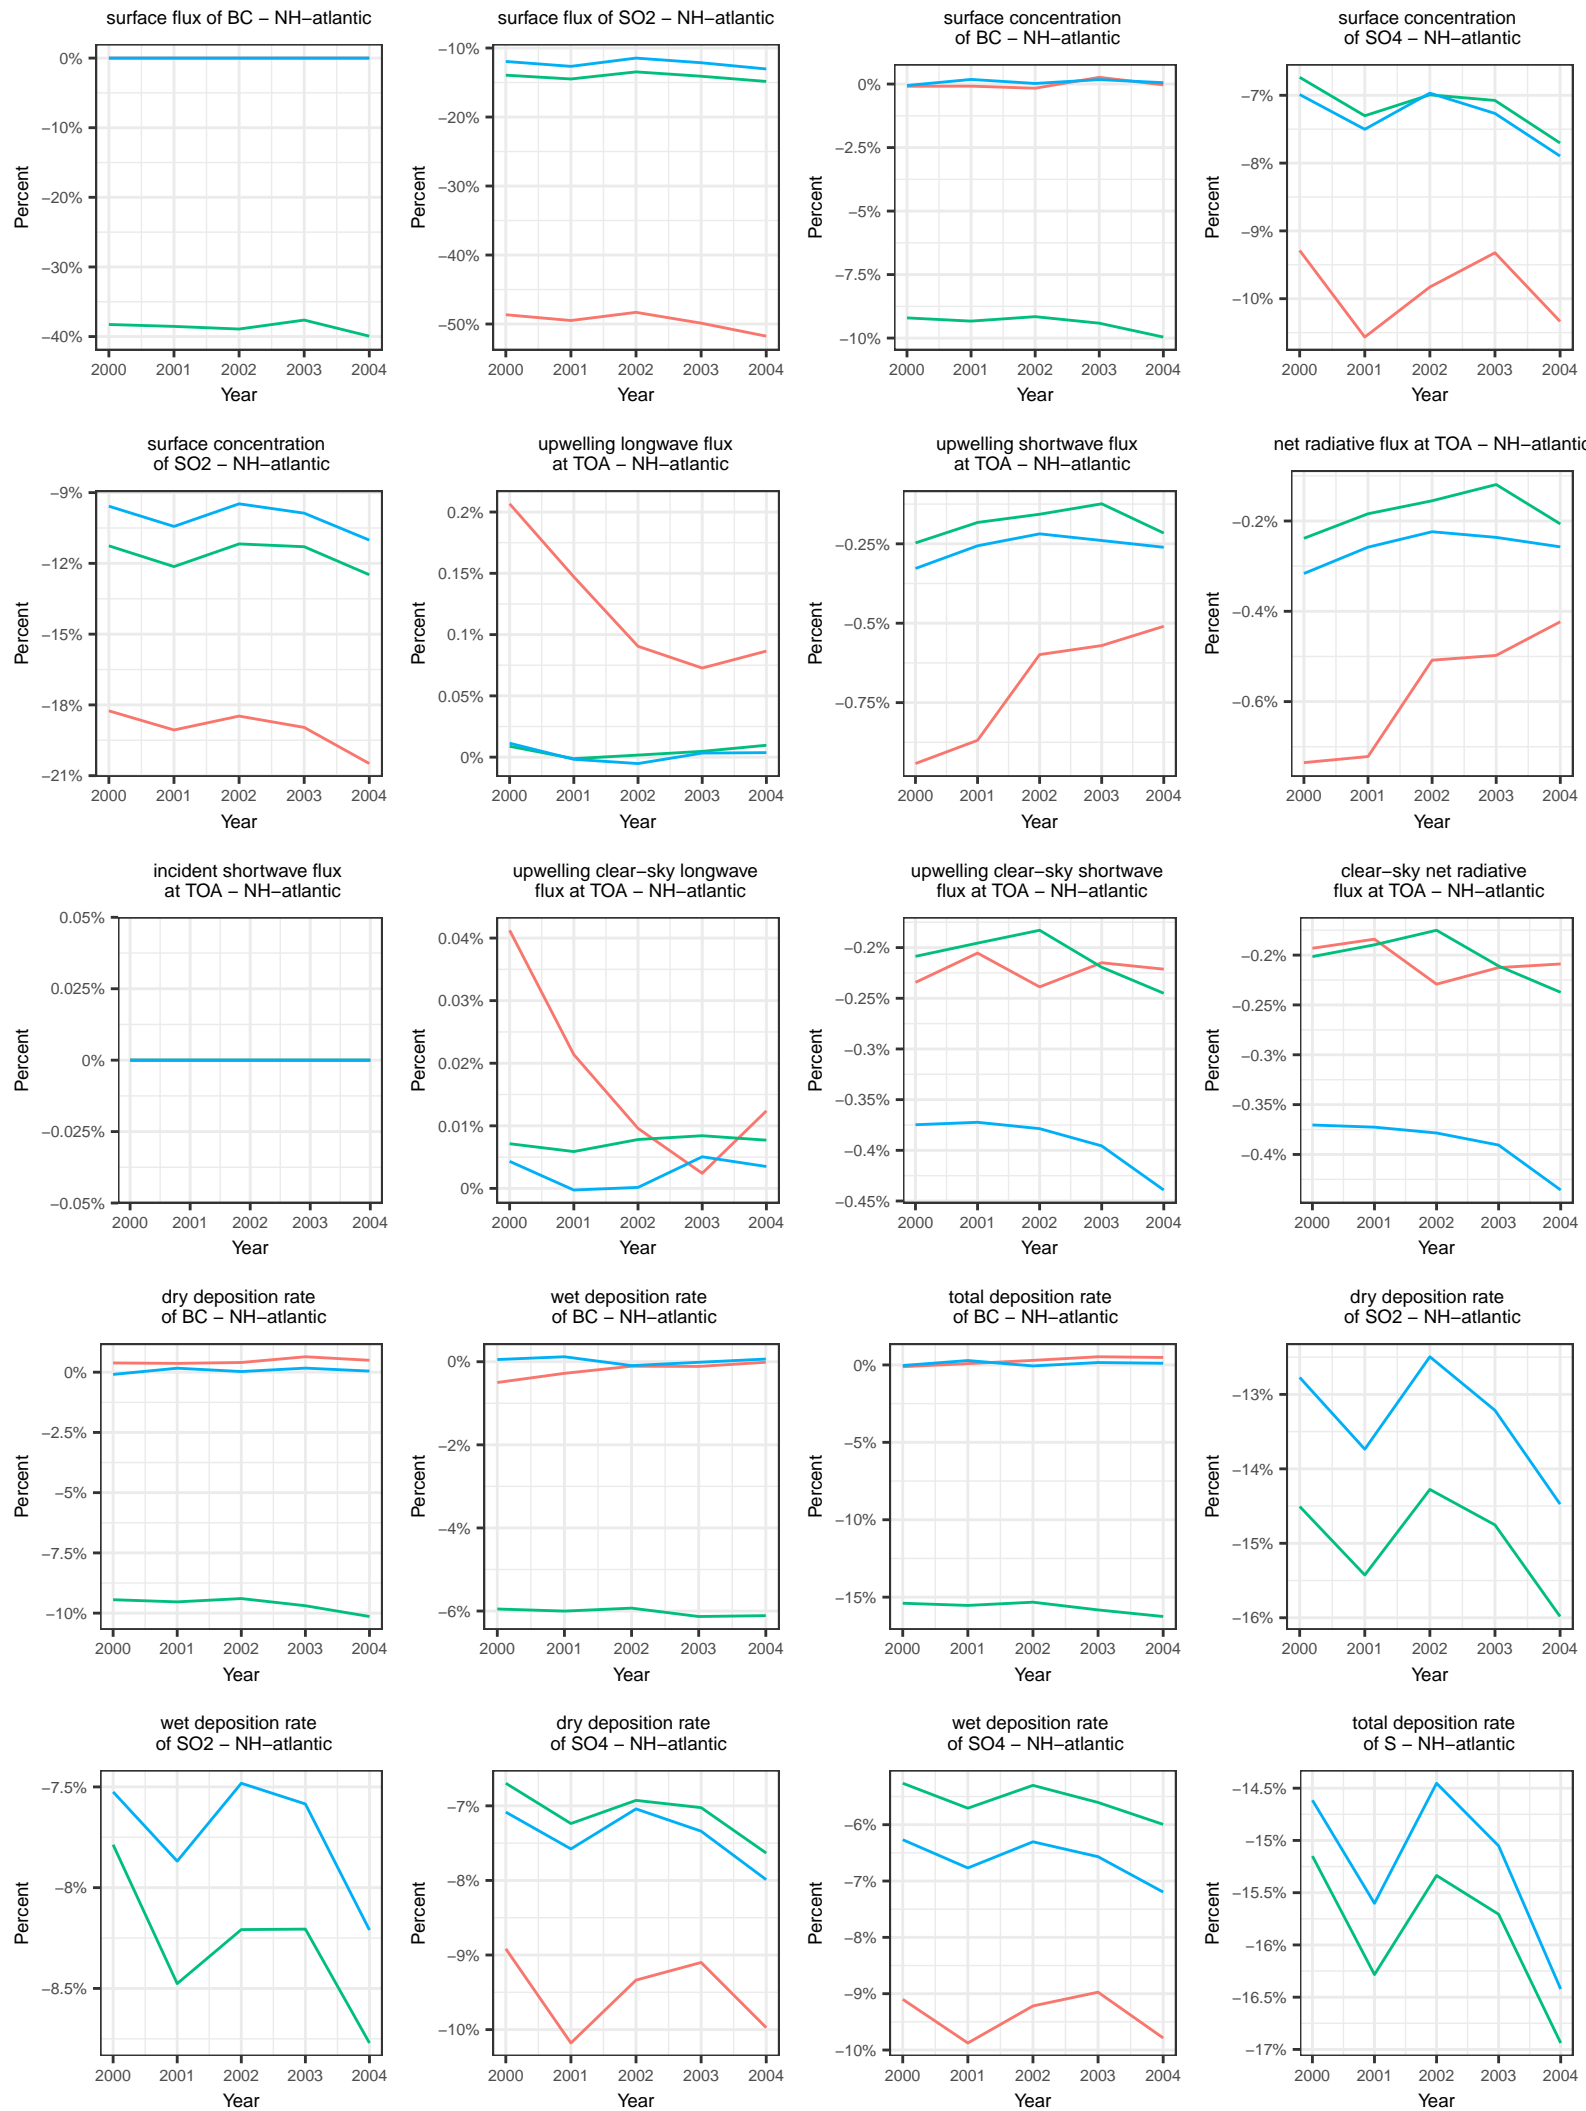 surface flux of BC − NH−atlantic
0%
−10%
−20%
−30%
−40%
Percent
2000 2001 2002 2003 2004
Year
surface flux of SO2 − NH−atlantic
−10%
−20%
−30%
−40%
−50%
Percent
2000 2001 2002 2003 2004
Year
surface concentration
of BC − NH−atlantic
0%
−2.5%
−5%
−7.5%
−10%
Percent
2000 2001 2002 2003 2004
Year
surface concentration
of SO4 − NH−atlantic
−7%
−8%
−9%
−10%
Percent
2000 2001 2002 2003 2004
Year
surface concentration
of SO2 − NH−atlantic
−9%
−12%
−15%
−18%
−21%
Percent
2000 2001 2002 2003 2004
Year
upwelling longwave flux
at TOA − NH−atlantic
0.2%
0.15%
0.1%
0.05%
0%
Percent
2000 2001 2002 2003 2004
Year
upwelling shortwave flux
at TOA − NH−atlantic
−0.25%
−0.5%
−0.75%
Percent
2000 2001 2002 2003 2004
Year
net radiative flux at TOA − NH−atlantic
−0.2%
−0.4%
−0.6%
Percent
2000 2001 2002 2003 2004
Year
incident shortwave flux
at TOA − NH−atlantic
0.05%
0.025%
0%
−0.025%
−0.05%
Percent
2000 2001 2002 2003 2004
Year
upwelling clear−sky longwave
flux at TOA − NH−atlantic
0.04%
0.03%
0.02%
0.01%
0%
Percent
2000 2001 2002 2003 2004
Year
upwelling clear−sky shortwave
flux at TOA − NH−atlantic
−0.2%
−0.25%
−0.3%
−0.35%
−0.4%
−0.45%
Percent
2000 2001 2002 2003 2004
Year
clear−sky net radiative
flux at TOA − NH−atlantic
−0.2%
−0.25%
−0.3%
−0.35%
−0.4%
Percent
2000 2001 2002 2003 2004
Year
dry deposition rate
of BC − NH−atlantic
0%
−2.5%
−5%
−7.5%
−10%
Percent
2000 2001 2002 2003 2004
Year
wet deposition rate
of BC − NH−atlantic
0%
−2%
−4%
−6%
Percent
2000 2001 2002 2003 2004
Year
total deposition rate
of BC − NH−atlantic
0%
−5%
−10%
−15%
Percent
2000 2001 2002 2003 2004
Year
dry deposition rate
of SO2 − NH−atlantic
−13%
−14%
−15%
−16%
Percent
2000 2001 2002 2003 2004
Year
wet deposition rate
of SO2 − NH−atlantic
−7.5%
−8%
−8.5%
Percent
2000 2001 2002 2003 2004
Year
dry deposition rate
of SO4 − NH−atlantic
−7%
−8%
−9%
−10%
Percent
2000 2001 2002 2003 2004
Year
wet deposition rate
of SO4 − NH−atlantic
−6%
−7%
−8%
−9%
−10%
Percent
2000 2001 2002 2003 2004
Year
total deposition rate
of S − NH−atlantic
−14.5%
−15%
−15.5%
−16%
−16.5%
−17%
Percent
2000 2001 2002 2003 2004
Year